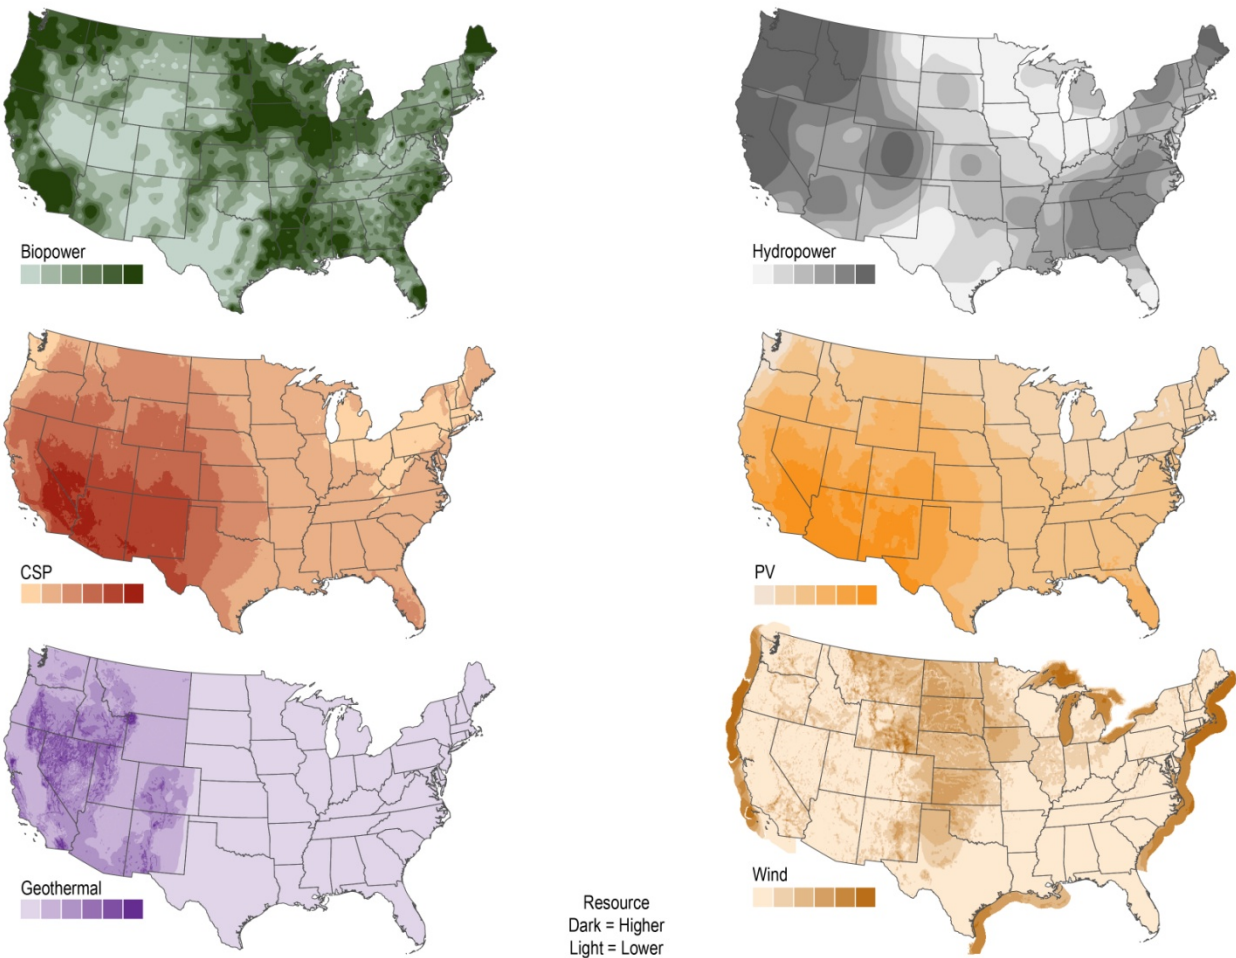 Biopower
Hydropower
CSP
PV
Geothermal
Wind
Resource
Dark = Higher
Light = Lower